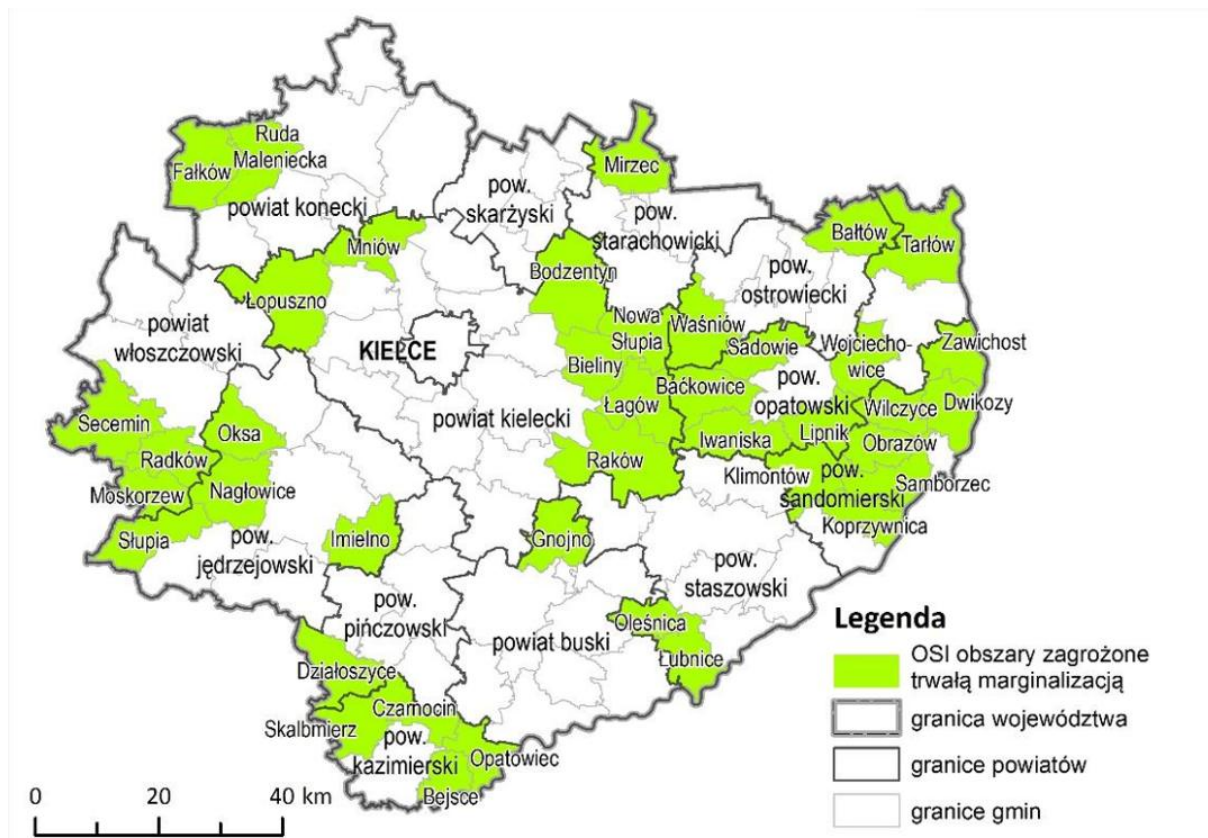 Ruda
Maleniecka
Fałków
powiat konecki
Mirzec
pow.
skarżyski
pow.
starachowicki
Mniów
Bałtów
Tarłów
Bodzentyn
pow.
ostrowiecki
Łopuszno
powiat
włoszczowski
KIELCE
Nowa
Słupia
Waśniów
Sadowie
Wojciecho-
wice
Zawichost
Bieliny
Baćkowice
pow.
opatowski
Wilczyce
Dwikozy
Secemin
Oksa
powiat kielecki
Łagów
Iwaniska
Lipnik
Obrazów
Radków
Raków
Klimontów
pow.
sandomierski
Samborzec
Moskorzew
Nagłowice
Koprzywnica
Słupia
pow.
jędrzejowski
Imielno
Gnojno
pow.
staszowski
pow.
pińczowski
powiat buski
Oleśnica
Łubnice
Działoszyce
Czarnocin
Skalbmierz
pow.
kazimierski
Opatowiec
Bejsce
Legenda
OSI obszary zagrożone
trwałą marginalizacją
granica województwa
granice powiatów
granice gmin
0 20 40 km